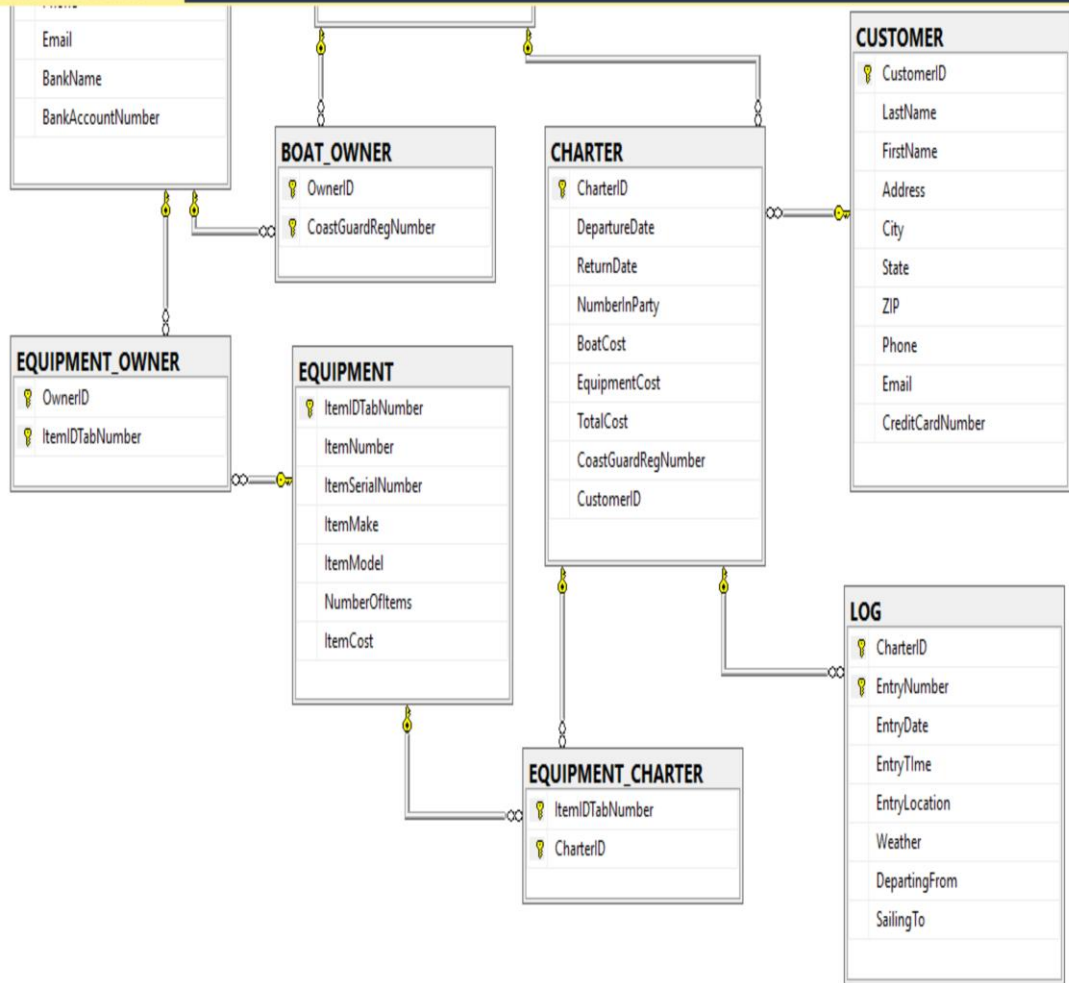 Email
BankName
BankAccountNumber
BOAT_OWNER
OwnerID
CoastGuardRegNumber
CHARTER
CharterID
DepartureDate
ReturnDate
NumberInParty
BoatCost
EquipmentCost
TotalCost
CoastGuardRegNumber
CustomerID
CUSTOMER
CustomerID
LastName
FirstName
Address
City
State
ZIP
Phone
Email
CreditCardNumber
EQUIPMENT_OWNER
OwnerID
ItemIDTabNumber
EQUIPMENT
ItemIDTabNumber
ItemNumber
ItemSerialNumber
ItemMake
ItemModel
NumberOfItems
ItemCost
LOG
CharterID
EntryNumber
EntryDate
EntryTIme
EntryLocation
Weather
DepartingFrom
SailingTo
EQUIPMENT_CHARTER
ItemIDTabNumber
CharterID